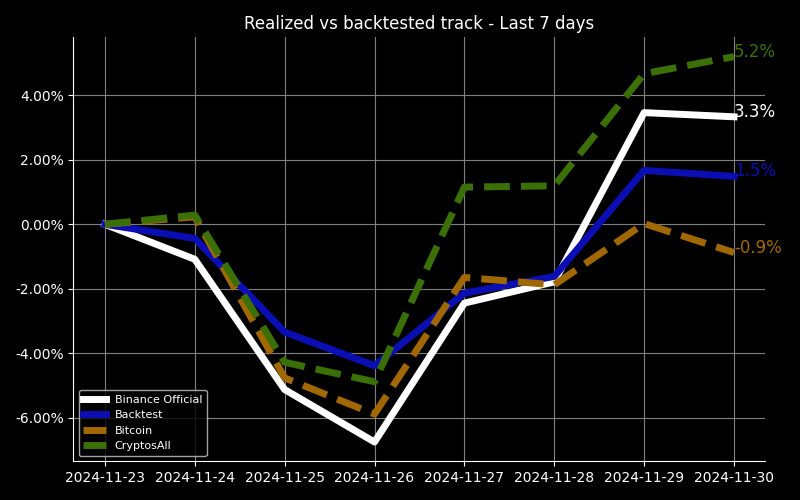 Realized vs backtested track - Last 7 days
5.2%
4.00%
3.3%
2.00%
1.5%
0.00%
-0.9%
-2.00%
-4.00%
-6.00%
Binance Official
Backtest
Bitcoin
CryptosAll
2024-11-23 2024-11-24 2024-11-25 2024-11-26 2024-11-27 2024-11-28 2024-11-29 2024-11-30